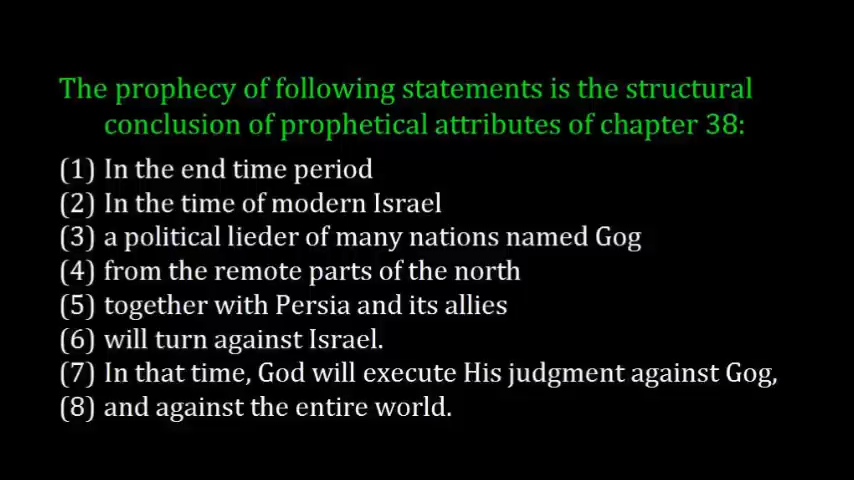 The prophecy of following statements is the structural
conclusion of prophetical attributes of chapter 38:
(1) In the end time period
(2) In the time of modern Israel
(3) a political lieder of many nations named Gog
(4) from the remote parts of the north
(5) together with Persia and its allies
(6) will turn against Israel.
(7) In that time, God will execute His judgment against Gog,
(8) and against the entire world.